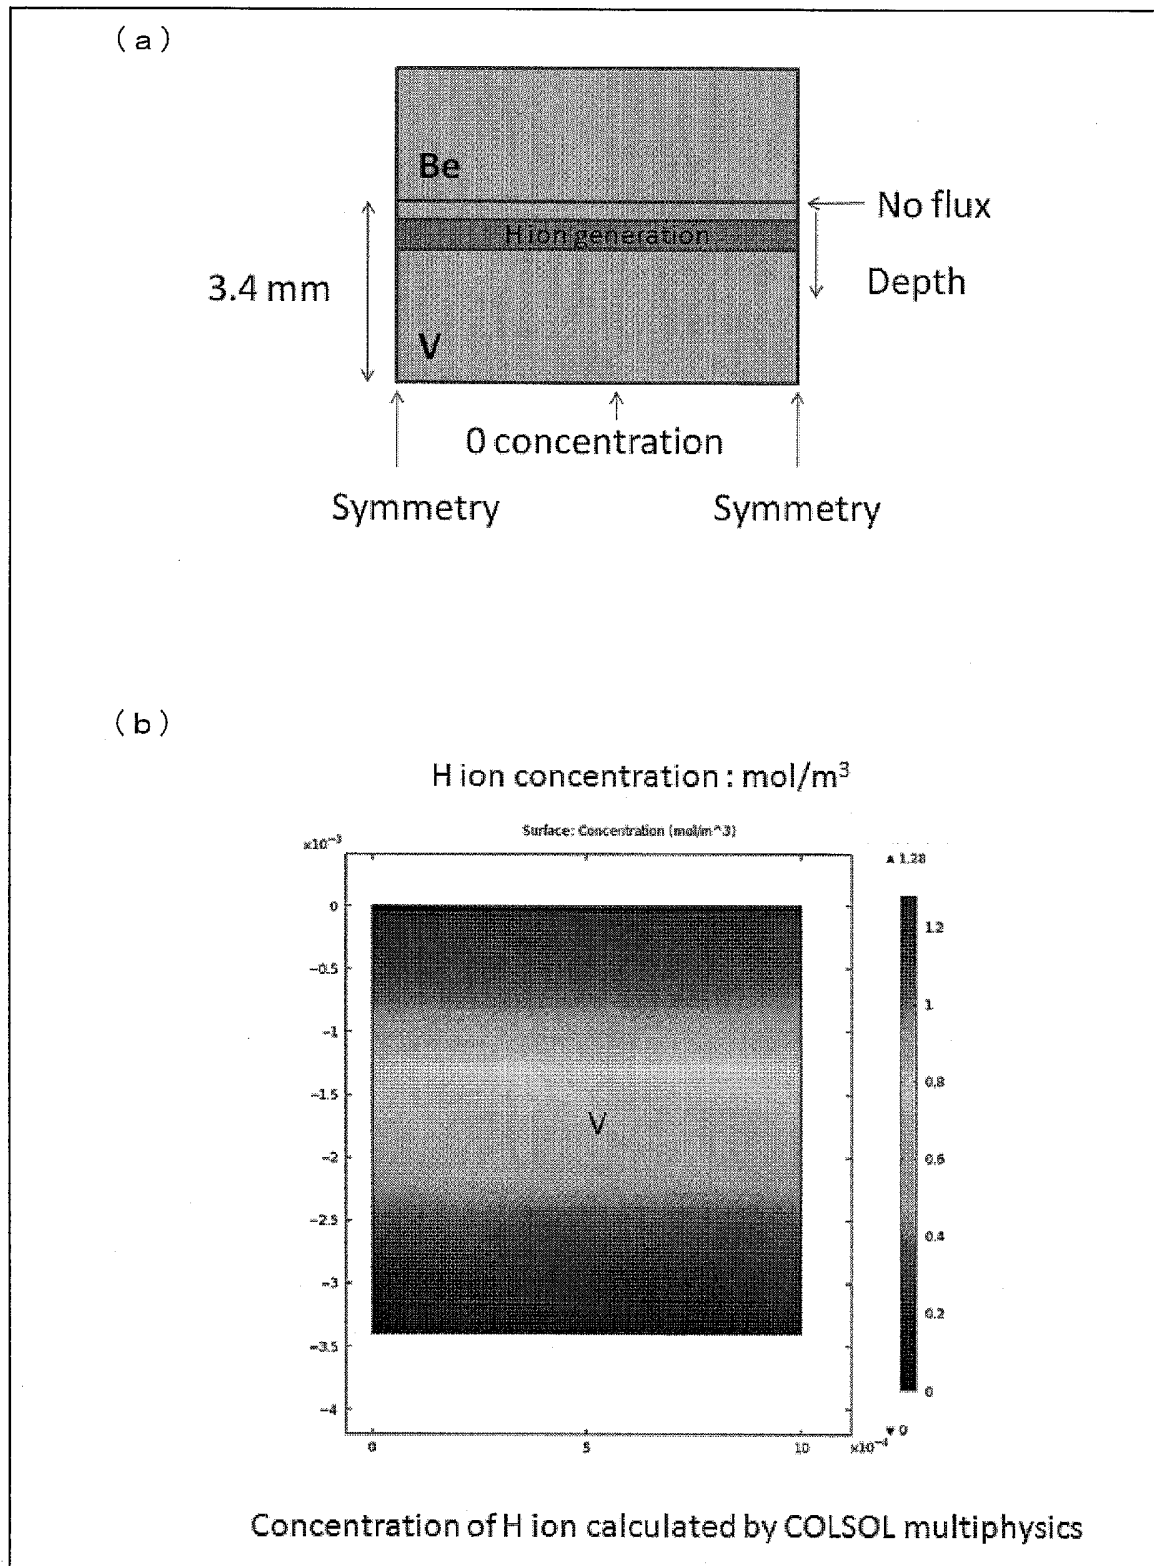 (a)
Be
No flux
H ion generation
3.4 mm
Depth
V
0 concentration
Symmetry
Symmetry
(b)
H ion concentration : mol/m³
Surface: Concentration (mol/m^3)
×10⁻³
▲ 1.28
0
−0.5
−1
−1.5
−2
−2.5
−3
−3.5
−4
V
1.2
1
0.8
0.6
0.4
0.2
0
▼ 0
0
5
10
×10⁻⁴
Concentration of H ion calculated by COLSOL multiphysics